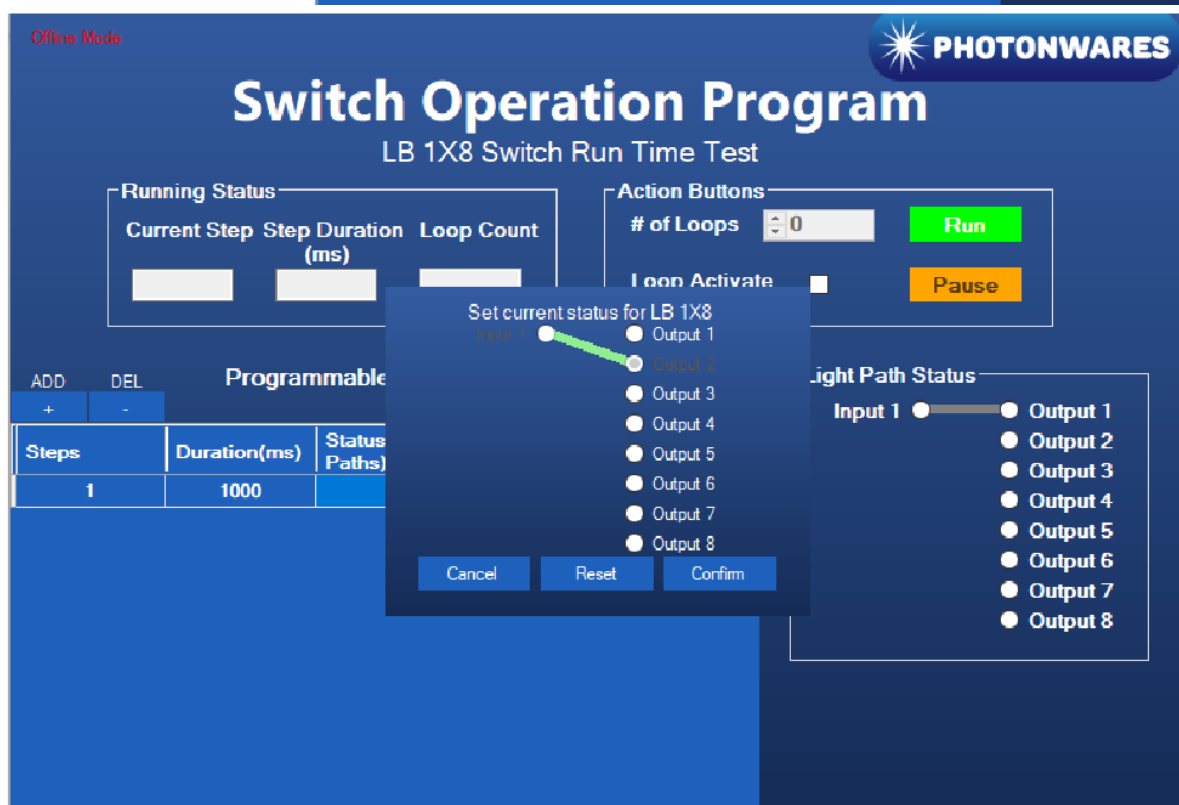 Offline Mode
PHOTONWARES
Switch Operation Program
LB 1X8 Switch Run Time Test
Running Status
Current Step
Step Duration
(ms)
Loop Count
Action Buttons
# of Loops
0
Run
Loop Activate
Pause
Set current status for LB 1X8
Input 1
Output 1
Output 2
Output 3
Output 4
Output 5
Output 6
Output 7
Output 8
Cancel
Reset
Confirm
ADD
DEL
+
-
Programmable
Steps
Duration(ms)
Status
Paths)
1
1000
Light Path Status
Input 1
Output 1
Output 2
Output 3
Output 4
Output 5
Output 6
Output 7
Output 8